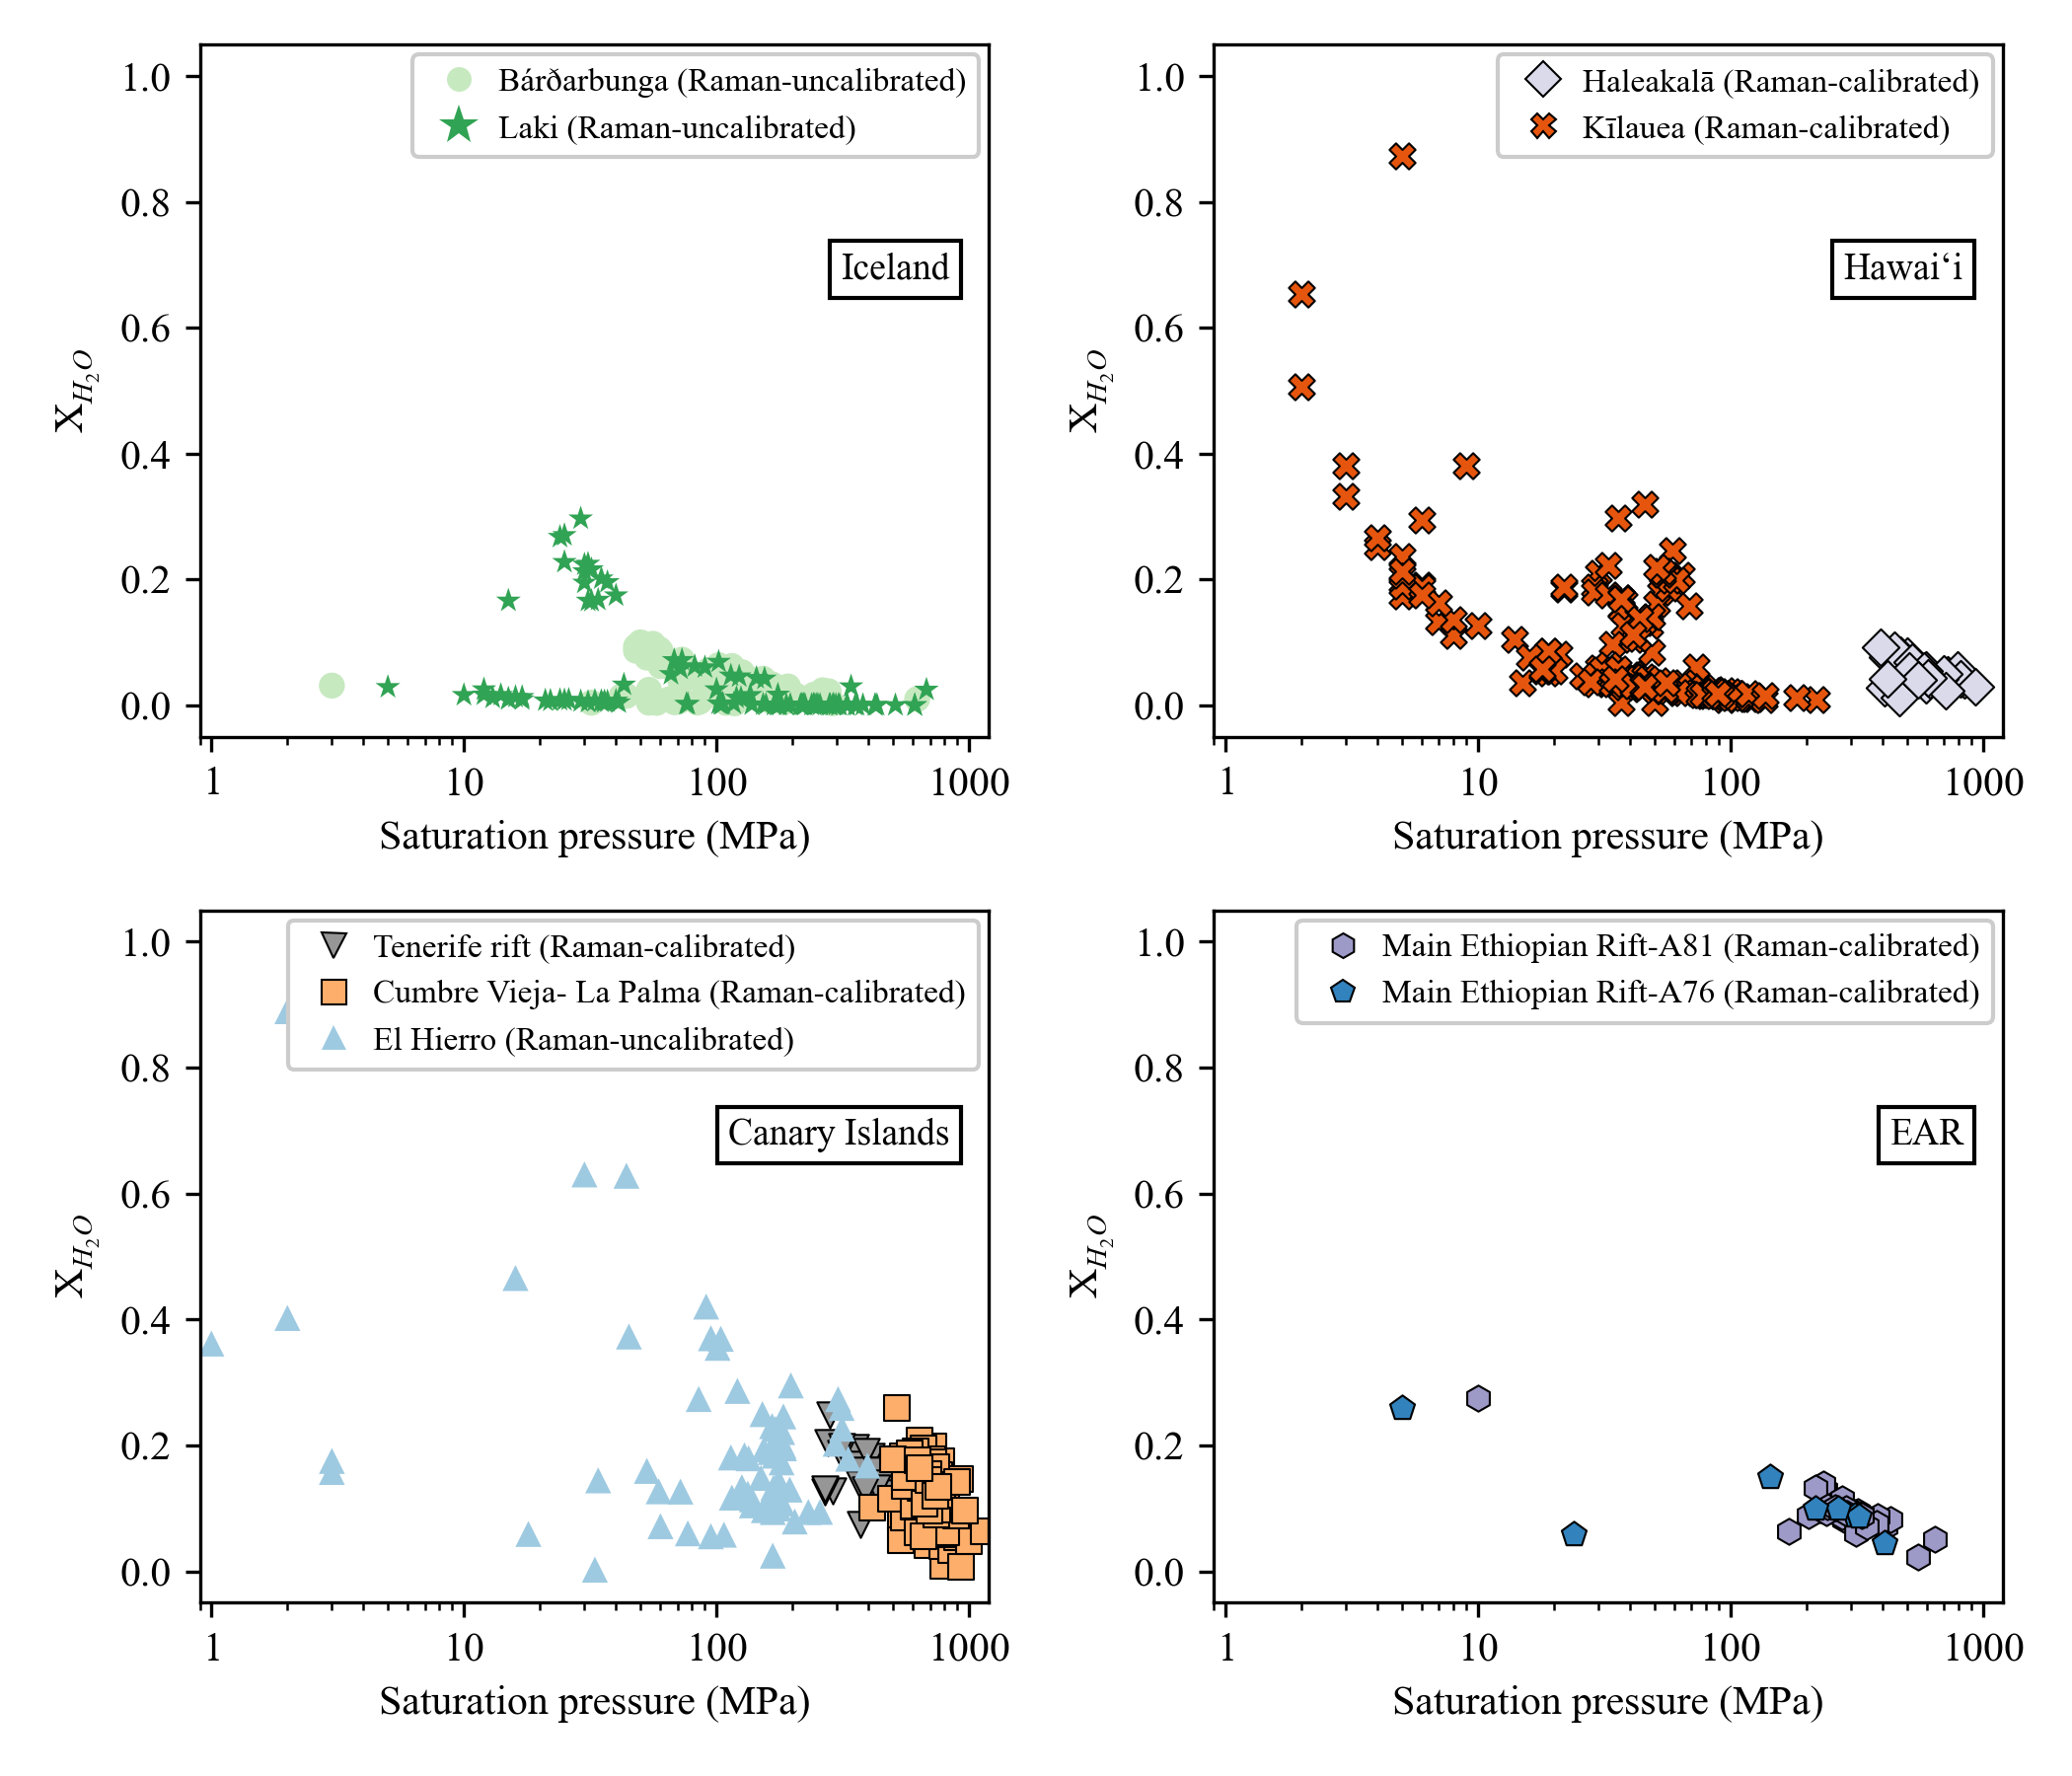 Bárðarbunga (Raman-uncalibrated)
Laki (Raman-uncalibrated)
Iceland
1.0
0.8
0.6
0.4
0.2
0.0
X_{H_2O}
1 10 100 1000
Saturation pressure (MPa)
Haleakalā (Raman-calibrated)
Kīlauea (Raman-calibrated)
Hawaiʻi
1.0
0.8
0.6
0.4
0.2
0.0
X_{H_2O}
1 10 100 1000
Saturation pressure (MPa)
Tenerife rift (Raman-calibrated)
Cumbre Vieja- La Palma (Raman-calibrated)
El Hierro (Raman-uncalibrated)
Canary Islands
1.0
0.8
0.6
0.4
0.2
0.0
X_{H_2O}
1 10 100 1000
Saturation pressure (MPa)
Main Ethiopian Rift-A81 (Raman-calibrated)
Main Ethiopian Rift-A76 (Raman-calibrated)
EAR
1.0
0.8
0.6
0.4
0.2
0.0
X_{H_2O}
1 10 100 1000
Saturation pressure (MPa)